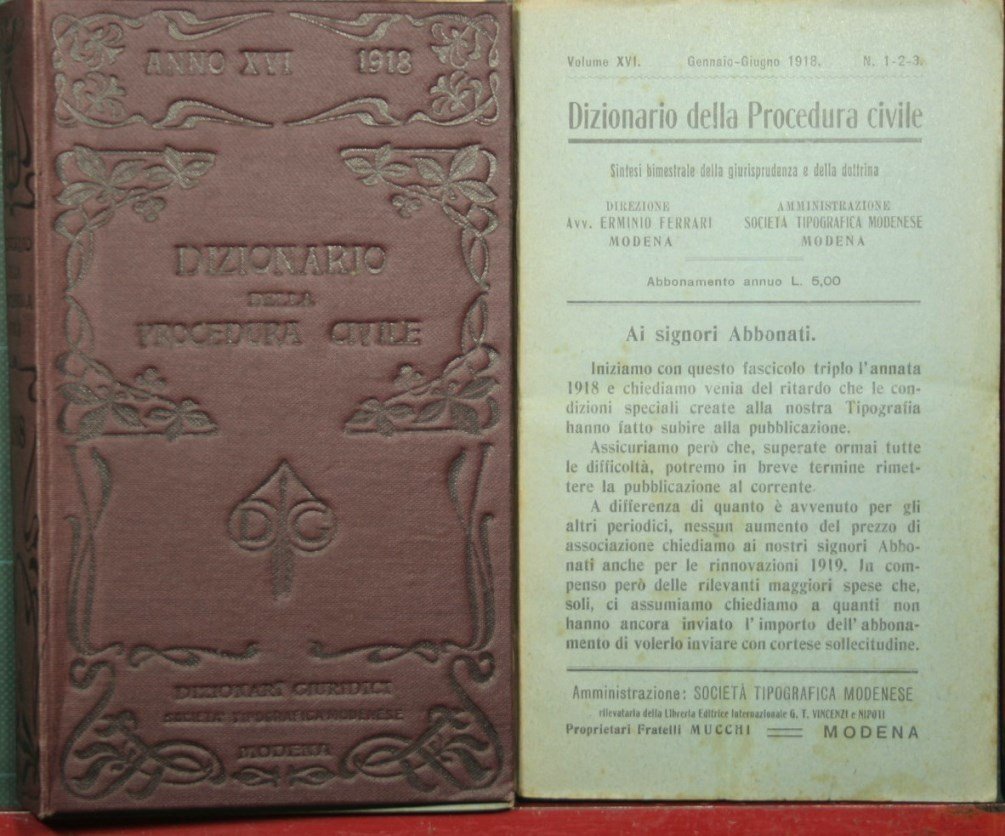 ANNO XVI 1918
DIZIONARIO
DELLA
PROCEDURA CIVILE
D G
DIZIONARI GIURIDICI
SOCIETÀ TIPOGRAFICA MODENESE
MODENA
Volume XVI. Gennaio-Giugno 1918. N. 1-2-3.
Dizionario della Procedura civile
Sintesi bimestrale della giurisprudenza e della dottrina
DIREZIONE AMMINISTRAZIONE
Avv. ERMINIO FERRARI SOCIETÀ TIPOGRAFICA MODENESE
MODENA MODENA
Abbonamento annuo L. 5,00
Ai signori Abbonati.
Iniziamo con questo fascicolo triplo l'annata
1918 e chiediamo venia del ritardo che le con-
dizioni speciali create alla nostra Tipografia
hanno fatto subire alla pubblicazione.
Assicuriamo però che, superate ormai tutte
le difficoltà, potremo in breve termine rimet-
tere la pubblicazione al corrente.
A differenza di quanto è avvenuto per gli
altri periodici, nessun aumento del prezzo di
associazione chiediamo ai nostri signori Abbo-
nati anche per le rinnovazioni 1919. In com-
penso però delle rilevanti maggiori spese che,
soli, ci assumiamo chiediamo a quanti non
hanno ancora inviato l'importo dell'abbona-
mento di volerlo inviare con cortese sollecitudine.
Amministrazione: SOCIETÀ TIPOGRAFICA MODENESE
rilevataria della Libreria Editrice Internazionale G. T. VINCENZI e NIPOTI
Proprietari Fratelli MUCCHI MODENA